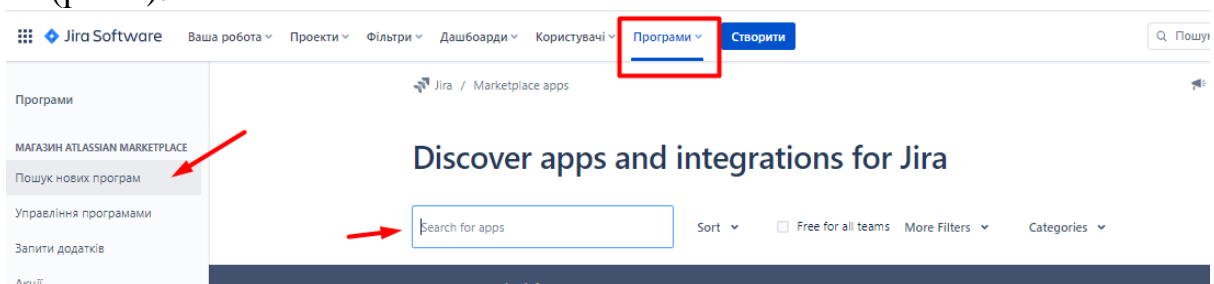 Jira Software Ваша робота Проекти Фільтри Дашбоарди Користувачі Програми Створити Пошук
Jira / Marketplace apps
Програми
МАГАЗИН ATLASSIAN MARKETPLACE
Discover apps and integrations for Jira
Пошук нових програм
Управління програмами
Search for apps Sort Free for all teams More Filters Categories
Запити додатків
Акції